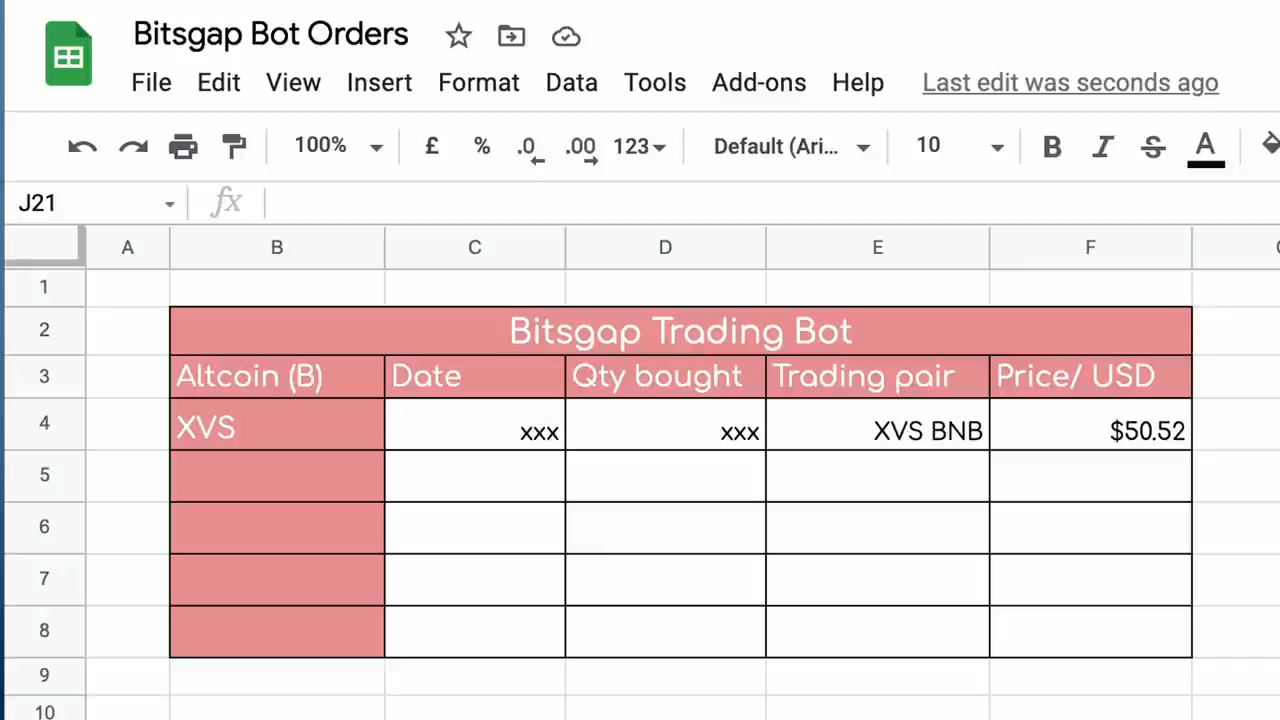 Bitsgap Bot Orders
File Edit View Insert Format Data Tools Add-ons Help Last edit was seconds ago
100% £ % .0 .00 123 Default (Ari... 10 B I S A
J21 fx
A B C D E F
1
2 Bitsgap Trading Bot
3 Altcoin (B) Date Qty bought Trading pair Price/ USD
4 XVS xxx xxx XVS BNB $50.52
5
6
7
8
9
10